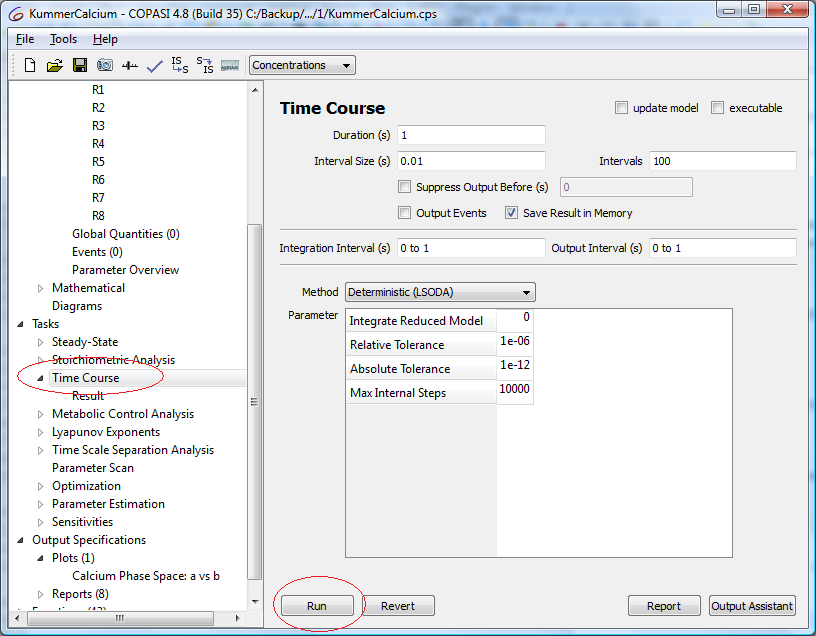 KummerCalcium - COPASI 4.8 (Build 35) C:/Backup/.../1/KummerCalcium.cps
File Tools Help
Concentrations
R1
R2
R3
R4
R5
R6
R7
R8
Global Quantities (0)
Events (0)
Parameter Overview
Mathematical
Diagrams
Tasks
Steady-State
Stoichiometric Analysis
Time Course
Result
Metabolic Control Analysis
Lyapunov Exponents
Time Scale Separation Analysis
Parameter Scan
Optimization
Parameter Estimation
Sensitivities
Output Specifications
Plots (1)
Calcium Phase Space: a vs b
Reports (8)
Time Course
update model executable
Duration (s) 1
Interval Size (s) 0.01 Intervals 100
Suppress Output Before (s) 0
Output Events Save Result in Memory
Integration Interval (s) 0 to 1 Output Interval (s) 0 to 1
Method Deterministic (LSODA)
Parameter
Integrate Reduced Model 0
Relative Tolerance 1e-06
Absolute Tolerance 1e-12
Max Internal Steps 10000
Run Revert Report Output Assistant